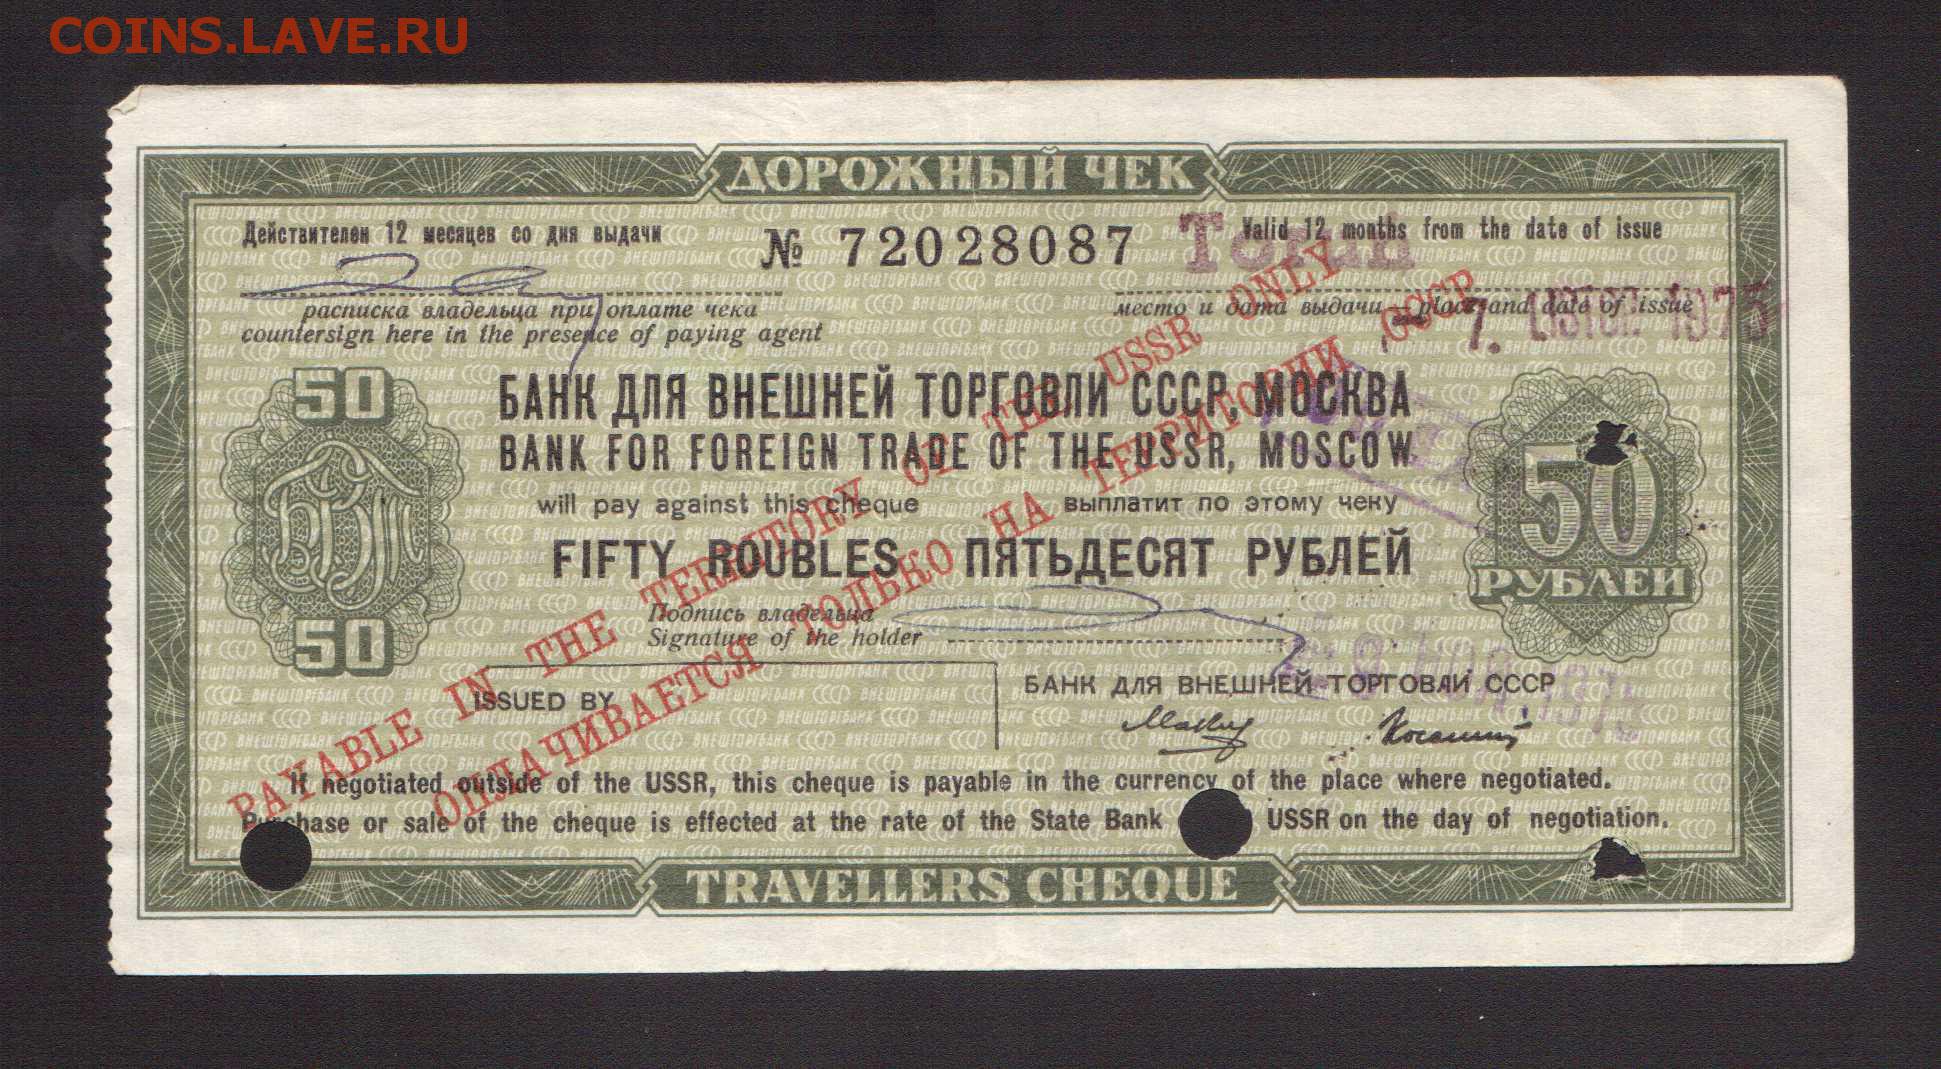 COINS.LAVE.RU
ДОРОЖНЫЙ ЧЕК
Действителен 12 месяцев со дня выдачи
№ 72028087
Toruń
Valid 12 months from the date of issue
расписка владельца при оплате чека
countersign here in the presence of paying agent
место и дата выдачи - place and date of issue
7. LISTOP. 1975
50
БАНК ДЛЯ ВНЕШНЕЙ ТОРГОВЛИ СССР, МОСКВА
BANK FOR FOREIGN TRADE OF THE USSR, MOSCOW
will pay against this cheque
выплатит по этому чеку
FIFTY ROUBLES
ПЯТЬДЕСЯТ РУБЛЕЙ
50
РУБЛЕЙ
БВТ
50
Подпись владельца
Signature of the holder
ISSUED BY
БАНК ДЛЯ ВНЕШНЕЙ ТОРГОВЛИ СССР
PAYABLE IN THE TERRITORY OF THE USSR ONLY
ОПЛАЧИВАЕТСЯ ТОЛЬКО НА ТЕРРИТОРИИ СССР
If negotiated outside of the USSR, this cheque is payable in the currency of the place where negotiated.
Purchase or sale of the cheque is effected at the rate of the State Bank USSR on the day of negotiation.
TRAVELLERS CHEQUE